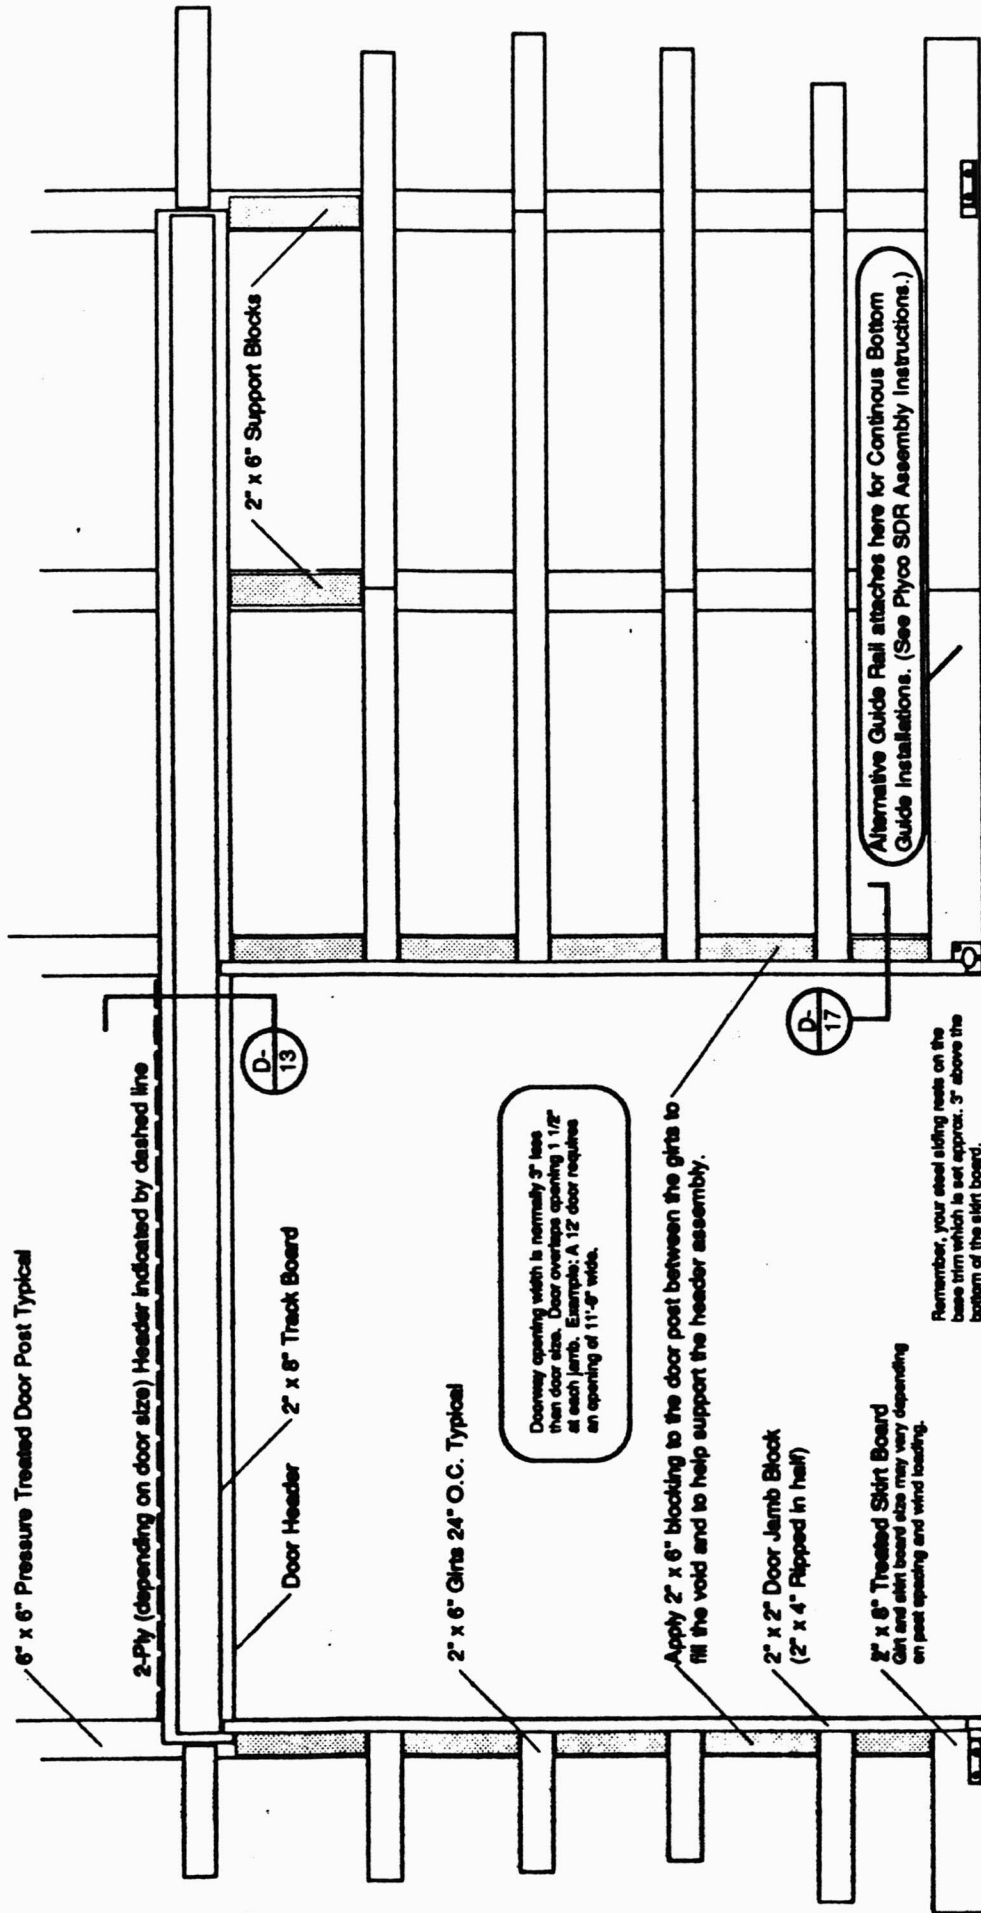 6" x 6" Pressure Treated Door Post Typical
2-Ply (depending on door size) Header indicated by dashed line
Door Header
2" x 8" Track Board
2" x 6" Support Blocks
D-
13
2" x 6" Girts 24" O.C. Typical
Doorway opening width is normally 3" less
than door size. Door overlaps opening 1 1/2"
at each jamb. Example: A 12' door requires
an opening of 11'-9" wide.
Apply 2" x 6" blocking to the door post between the girts to
fill the void and to help support the header assembly.
2" x 2" Door Jamb Block
(2" x 4" Ripped in half)
D-
17
Alternative Guide Rail attaches here for Continous Bottom
Guide Installations. (See Plyco SDR Assembly Instructions.)
2" x 8" Treated Skirt Board
Girt and skirt board size may vary depending
on post spacing and wind loading.
Remember, your steel siding rests on the
base trim which is set approx. 3" above the
bottom of the skirt board.